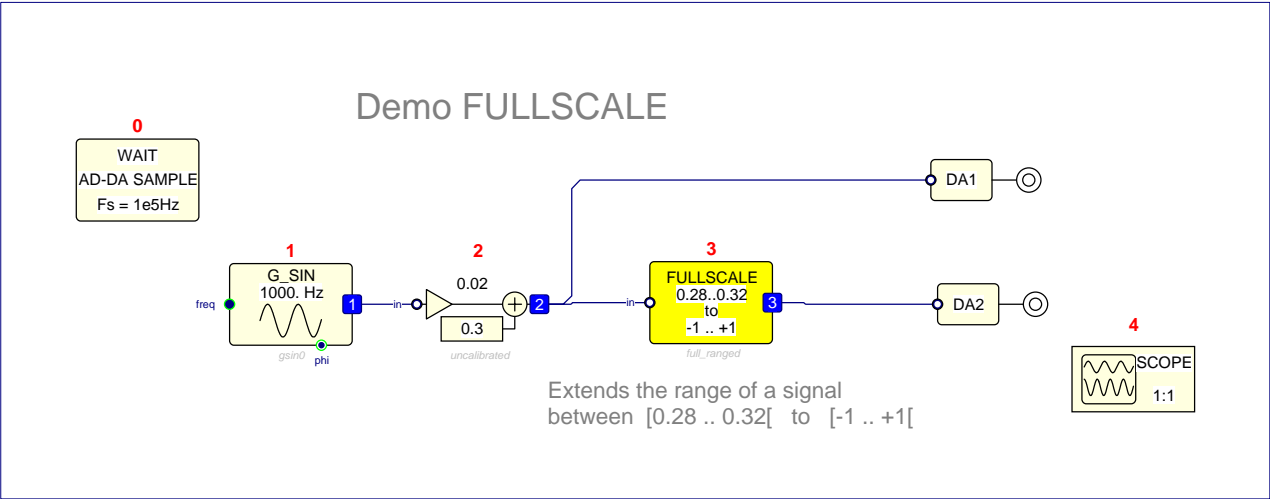 Demo FULLSCALE
0
WAIT
AD-DA SAMPLE
Fs = 1e5Hz
DA1
1
G_SIN
1000. Hz
freq
1
gsin0
phi
2
in
0.02
0.3
2
uncalibrated
3
in
FULLSCALE
0.28..0.32
to
-1 .. +1
3
full_ranged
DA2
4
SCOPE
1:1
Extends the range of a signal
between [0.28 .. 0.32[ to [-1 .. +1[